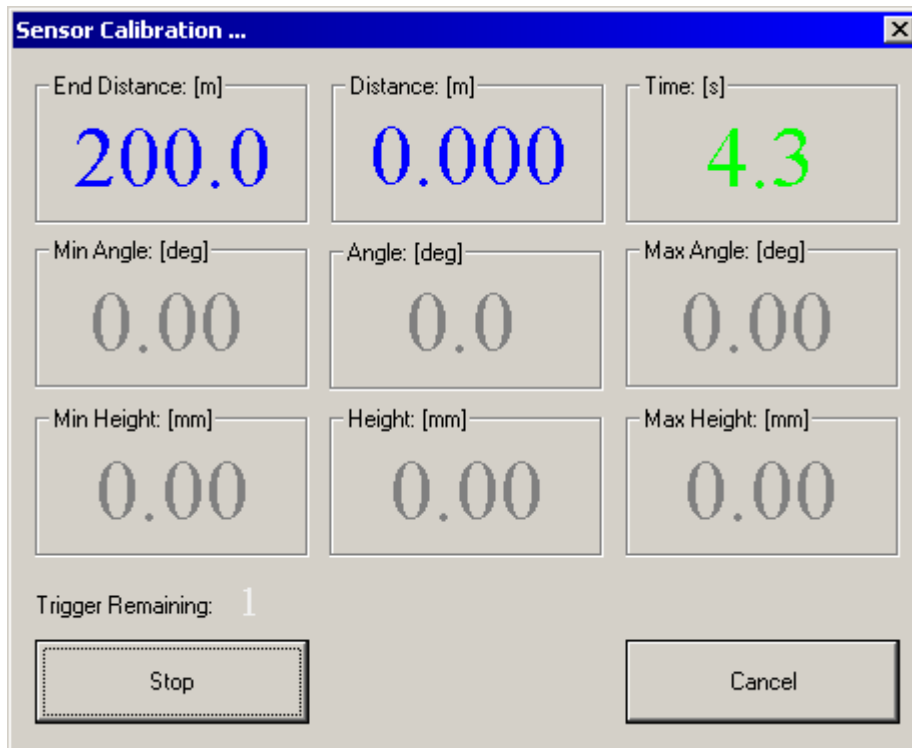 Sensor Calibration ...
End Distance: [m] Distance: [m] Time: [s]
200.0 0.000 4.3
Min Angle: [deg] Angle: [deg] Max Angle: [deg]
0.00 0.0 0.00
Min Height: [mm] Height: [mm] Max Height: [mm]
0.00 0.00 0.00
Trigger Remaining: 1
Stop Cancel